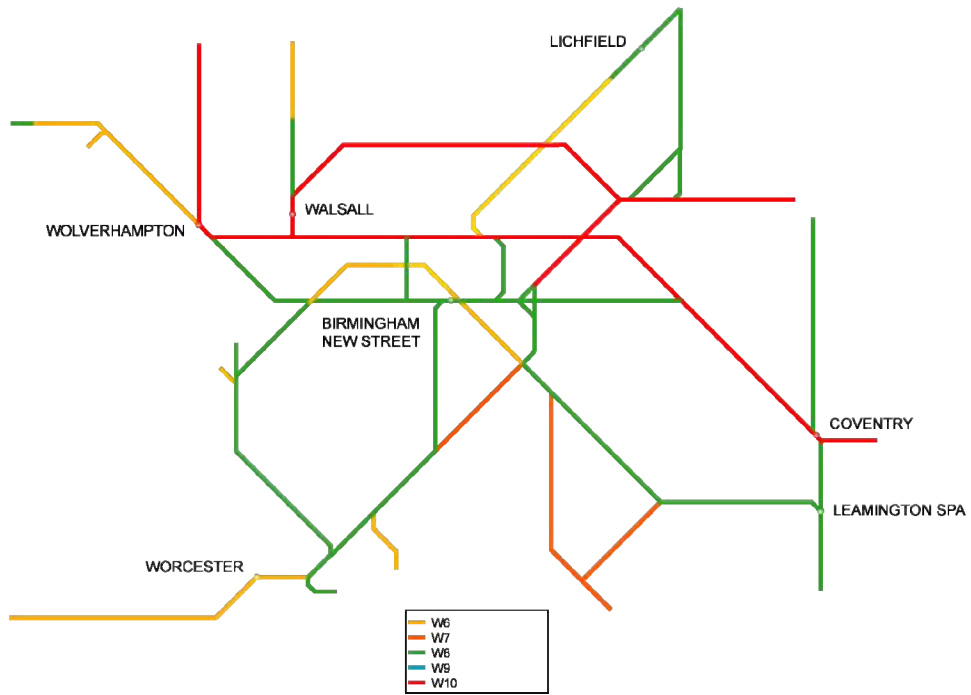 LICHFIELD
WALSALL
WOLVERHAMPTON
BIRMINGHAM
NEW STREET
COVENTRY
LEAMINGTON SPA
WORCESTER
W6
W7
W8
W9
W10